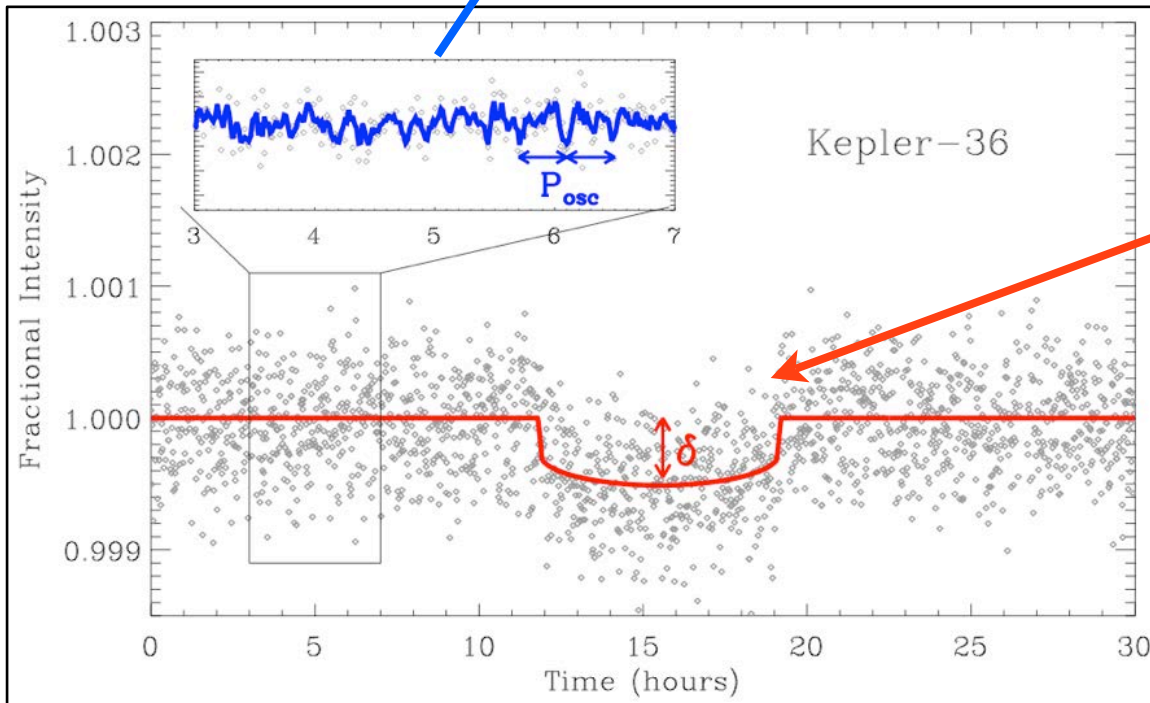 1.003
1.002
1.001
1.000
0.999
Fractional Intensity
Kepler-36
P osc
3 4 5 6 7
δ
0 5 10 15 20 25 30
Time (hours)